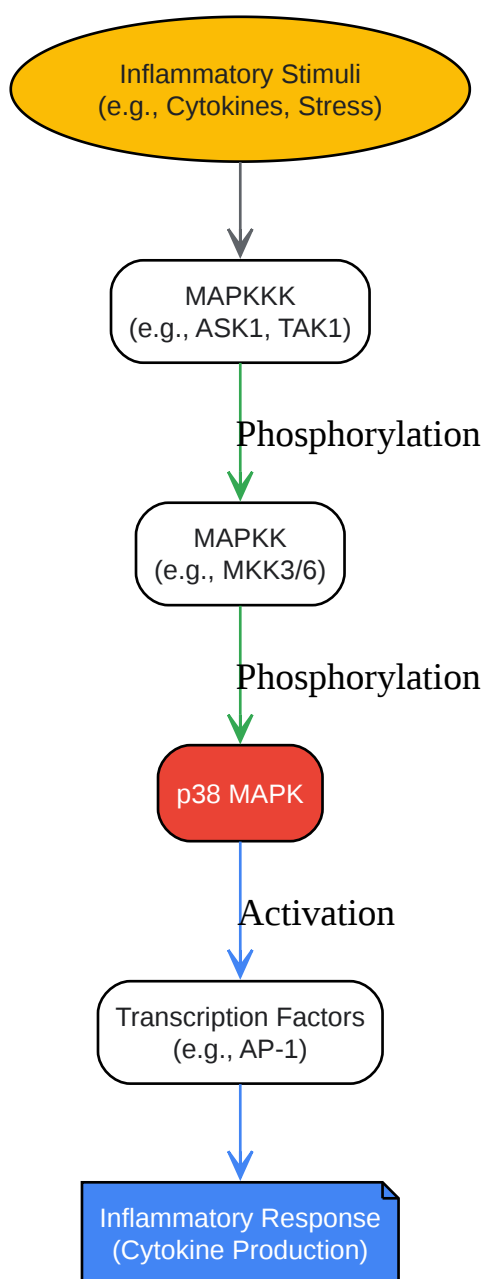 Inflammatory Stimuli
(e.g., Cytokines, Stress)
MAPKKK
(e.g., ASK1, TAK1)
Phosphorylation
MAPKK
(e.g., MKK3/6)
Phosphorylation
p38 MAPK
Activation
Transcription Factors
(e.g., AP-1)
Inflammatory Response
(Cytokine Production)